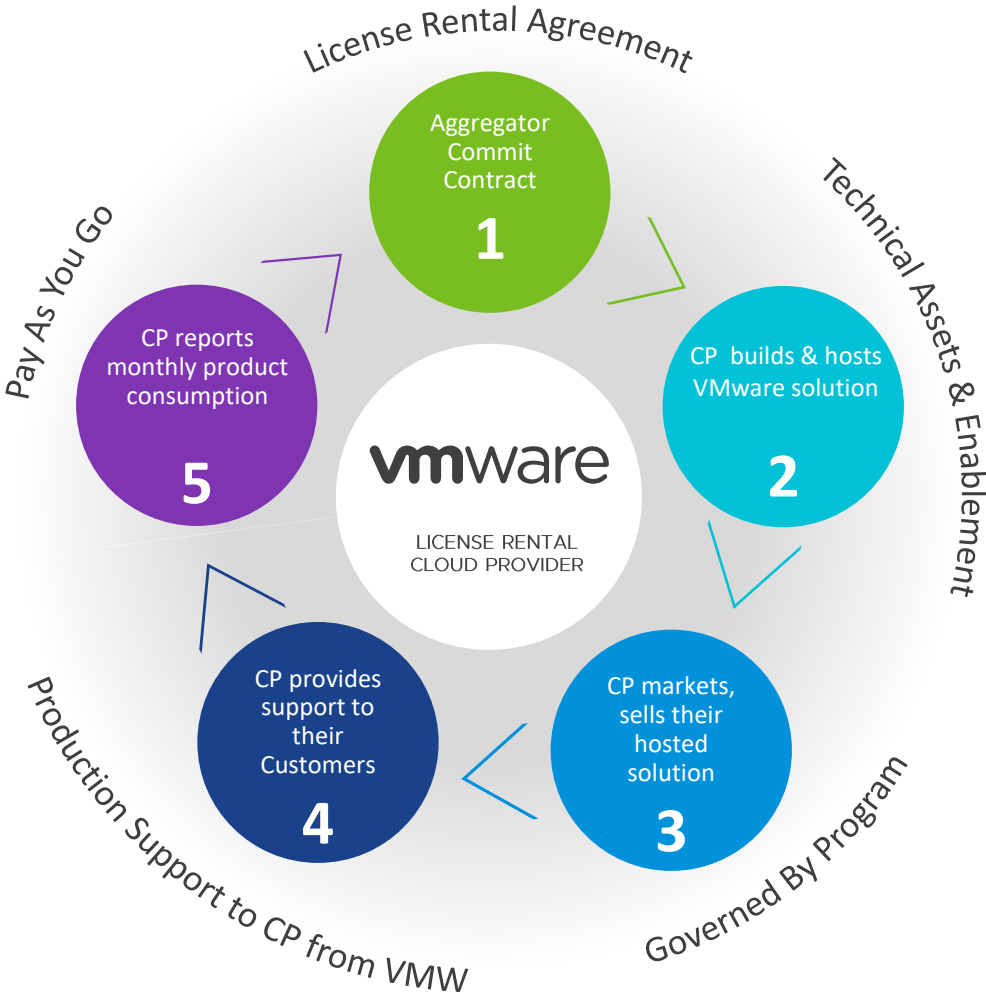 License Rental Agreement
Aggregator
Commit
Contract
1
Technical Assets & Enablement
CP builds & hosts
VMware solution
2
Governed By Program
CP markets,
sells their
hosted
solution
3
Production Support to CP from VMW
CP provides
support to
their
Customers
4
Pay As You Go
CP reports
monthly product
consumption
5
vmware
LICENSE RENTAL
CLOUD PROVIDER